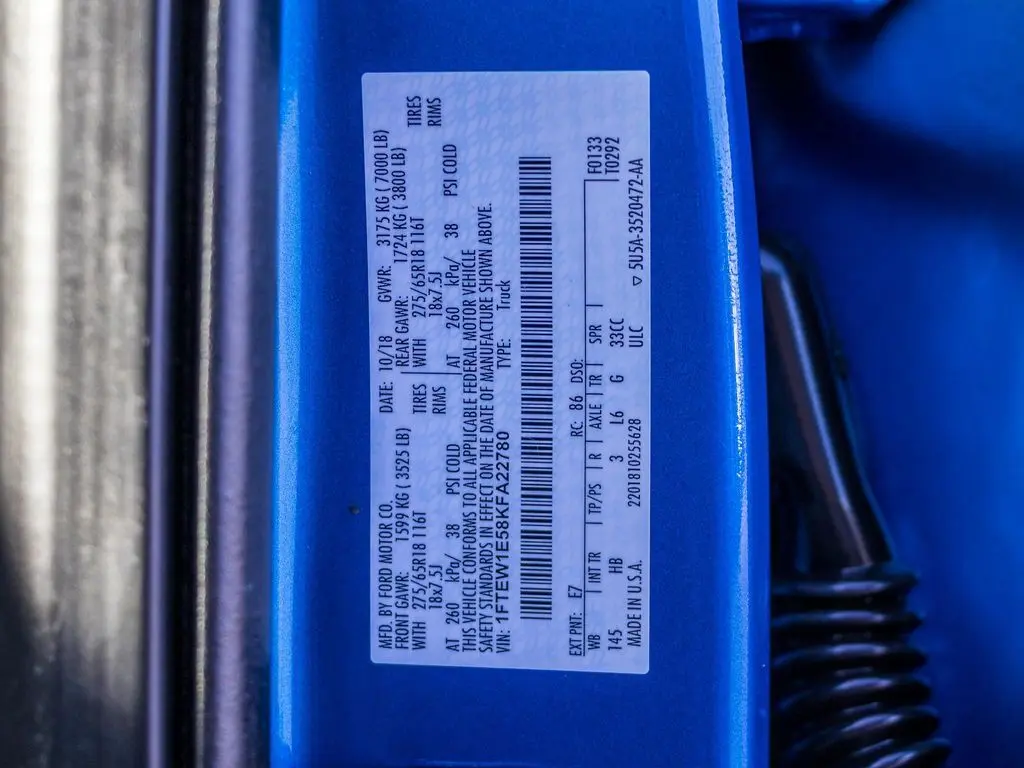 MFD. BY FORD MOTOR CO. DATE: 10/18 GVWR: 3175 KG ( 7000 LB)
FRONT GAWR: 1599 KG ( 3525 LB) REAR GAWR: 1724 KG ( 3800 LB)
WITH 275/65R18 116T TIRES WITH 275/65R18 116T TIRES
18x7.5J RIMS 18x7.5J RIMS
AT 260 kPa/ 38 PSI COLD AT 260 kPa/ 38 PSI COLD
THIS VEHICLE CONFORMS TO ALL APPLICABLE FEDERAL MOTOR VEHICLE
SAFETY STANDARDS IN EFFECT ON THE DATE OF MANUFACTURE SHOWN ABOVE.
VIN: 1FTEW1E58KFA22780 TYPE: Truck
EXT PNT: E7 RC: 86 DSO: F0133
WB INT TR TP/PS R AXLE TR SPR T0292
145 HB 3 L6 G 33CC
MADE IN U.S.A. 2201810255628 ULC ▽ 5U5A-3520472-AA